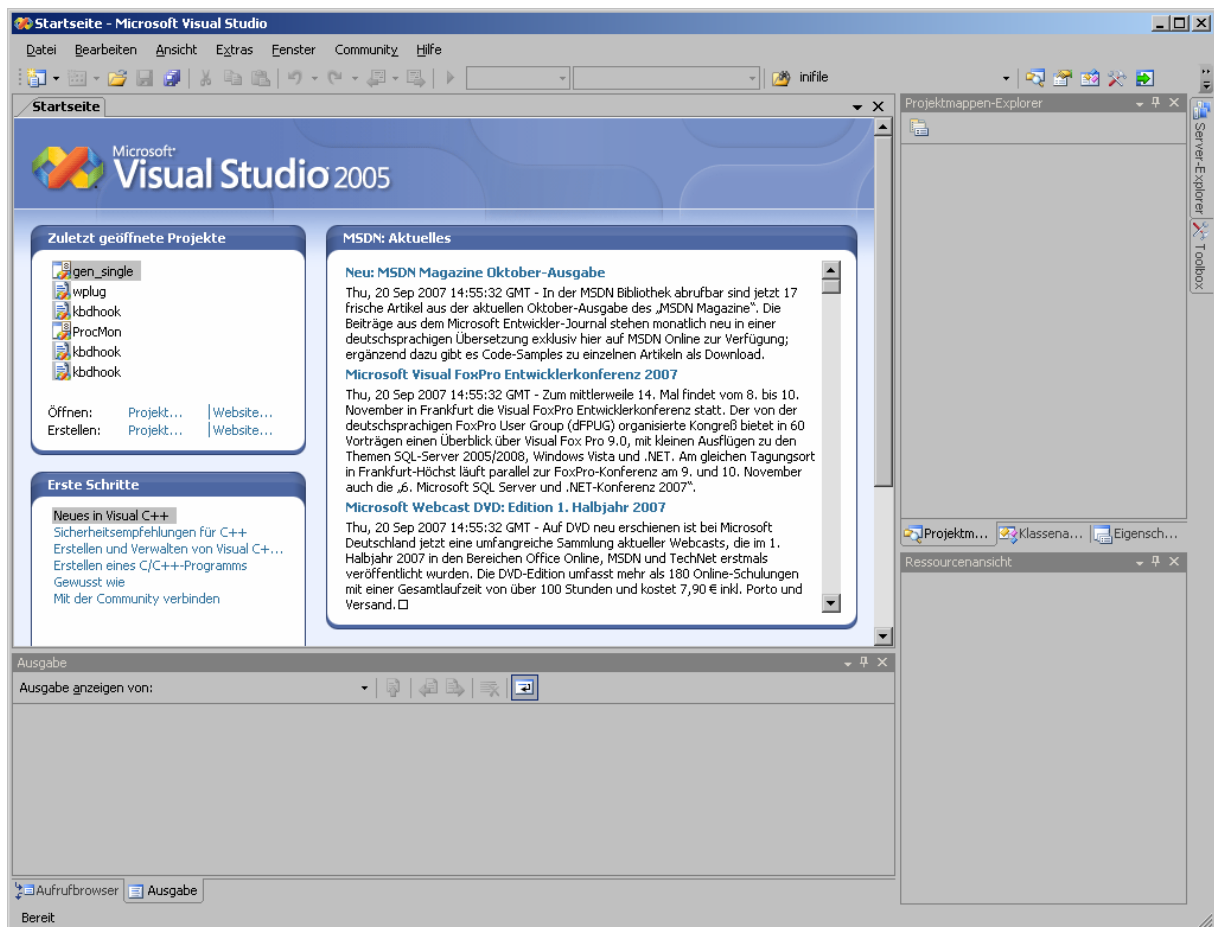 Startseite - Microsoft Visual Studio
Datei Bearbeiten Ansicht Extras Fenster Community Hilfe
inifile
Startseite
Microsoft
Visual Studio 2005
Zuletzt geöffnete Projekte
gen_single
wplug
kbdhook
ProcMon
kbdhook
kbdhook
Öffnen: Projekt... | Website...
Erstellen: Projekt... | Website...
Erste Schritte
Neues in Visual C++
Sicherheitsempfehlungen für C++
Erstellen und Verwalten von Visual C+...
Erstellen eines C/C++-Programms
Gewusst wie
Mit der Community verbinden
MSDN: Aktuelles
Neu: MSDN Magazine Oktober-Ausgabe
Thu, 20 Sep 2007 14:55:32 GMT - In der MSDN Bibliothek abrufbar sind jetzt 17
frische Artikel aus der aktuellen Oktober-Ausgabe des „MSDN Magazine“. Die
Beiträge aus dem Microsoft Entwickler-Journal stehen monatlich neu in einer
deutschsprachigen Übersetzung exklusiv hier auf MSDN Online zur Verfügung;
ergänzend dazu gibt es Code-Samples zu einzelnen Artikeln als Download.
Microsoft Visual FoxPro Entwicklerkonferenz 2007
Thu, 20 Sep 2007 14:55:32 GMT - Zum mittlerweile 14. Mal findet vom 8. bis 10.
November in Frankfurt die Visual FoxPro Entwicklerkonferenz statt. Der von der
deutschsprachigen FoxPro User Group (dFPUG) organisierte Kongreß bietet in 60
Vorträgen einen Überblick über Visual Fox Pro 9.0, mit kleinen Ausflügen zu den
Themen SQL-Server 2005/2008, Windows Vista und .NET. Am gleichen Tagungsort
in Frankfurt-Höchst läuft parallel zur FoxPro-Konferenz am 9. und 10. November
auch die „6. Microsoft SQL Server und .NET-Konferenz 2007“.
Microsoft Webcast DVD: Edition 1. Halbjahr 2007
Thu, 20 Sep 2007 14:55:32 GMT - Auf DVD neu erschienen ist bei Microsoft
Deutschland jetzt eine umfangreiche Sammlung aktueller Webcasts, die im 1.
Halbjahr 2007 in den Bereichen Office Online, MSDN und TechNet erstmals
veröffentlicht wurden. Die DVD-Edition umfasst mehr als 180 Online-Schulungen
mit einer Gesamtlaufzeit von über 100 Stunden und kostet 7,90 € inkl. Porto und
Versand.
Projektmappen-Explorer
Server-Explorer
Toolbox
Projektm... Klassena... Eigensch...
Ressourcenansicht
Ausgabe
Ausgabe anzeigen von:
Aufrufbrowser Ausgabe
Bereit